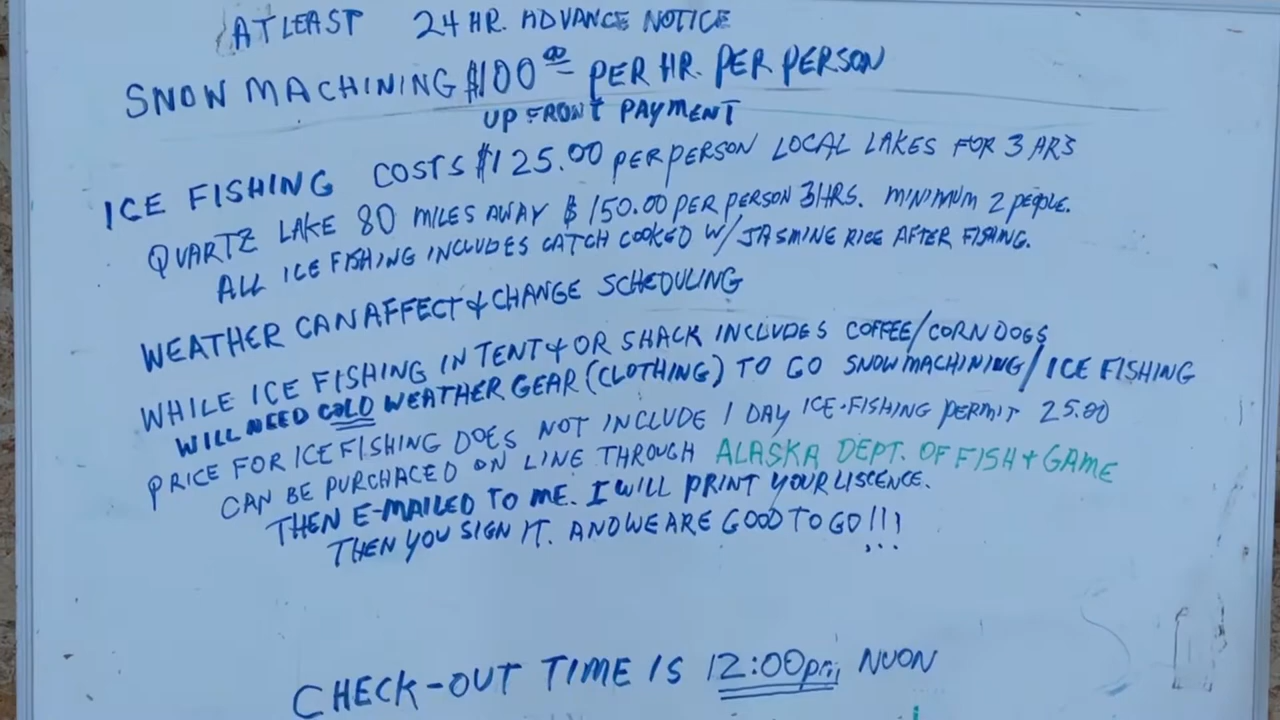 AT LEAST 24 HR. ADVANCE NOTICE
SNOW MACHINING $100.00 PER HR. PER PERSON
UP FRONT PAYMENT
ICE FISHING COSTS $125.00 PER PERSON LOCAL LAKES FOR 3 HRS
QUARTZ LAKE 80 MILES AWAY $150.00 PER PERSON 3 HRS. MINIMUM 2 PEOPLE.
ALL ICE FISHING INCLUDES CATCH COOKED W/JASMINE RICE AFTER FISHING.
WEATHER CAN AFFECT & CHANGE SCHEDULING
WHILE ICE FISHING IN TENT & OR SHACK INCLUDES COFFEE/CORN DOGS
WILL NEED COLD WEATHER GEAR (CLOTHING) TO GO SNOW MACHINING/ICE FISHING
PRICE FOR ICE FISHING DOES NOT INCLUDE 1 DAY ICE-FISHING PERMIT 25.00
CAN BE PURCHACED ON LINE THROUGH ALASKA DEPT. OF FISH + GAME
THEN E-MAILED TO ME. I WILL PRINT YOUR LISCENCE.
THEN YOU SIGN IT. AND WE ARE GOOD TO GO!!!
CHECK-OUT TIME IS 12:00pm NOON